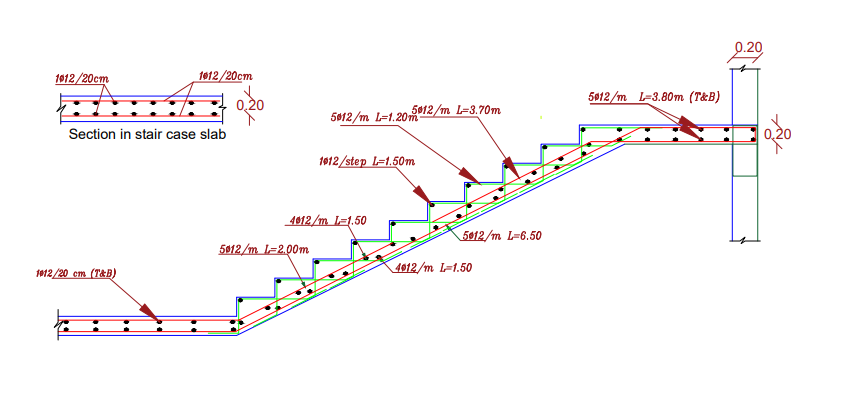 0.20
1Φ12/20cm
1Φ12/20cm
0.20
Section in stair case slab
5Φ12/m L=3.80m (T&B)
5Φ12/m L=1.20m
5Φ12/m L=3.70m
0.20
1Φ12/step L=1.50m
4Φ12/m L=1.50
5Φ12/m L=6.50
5Φ12/m L=2.00m
4Φ12/m L=1.50
1Φ12/20 cm (T&B)